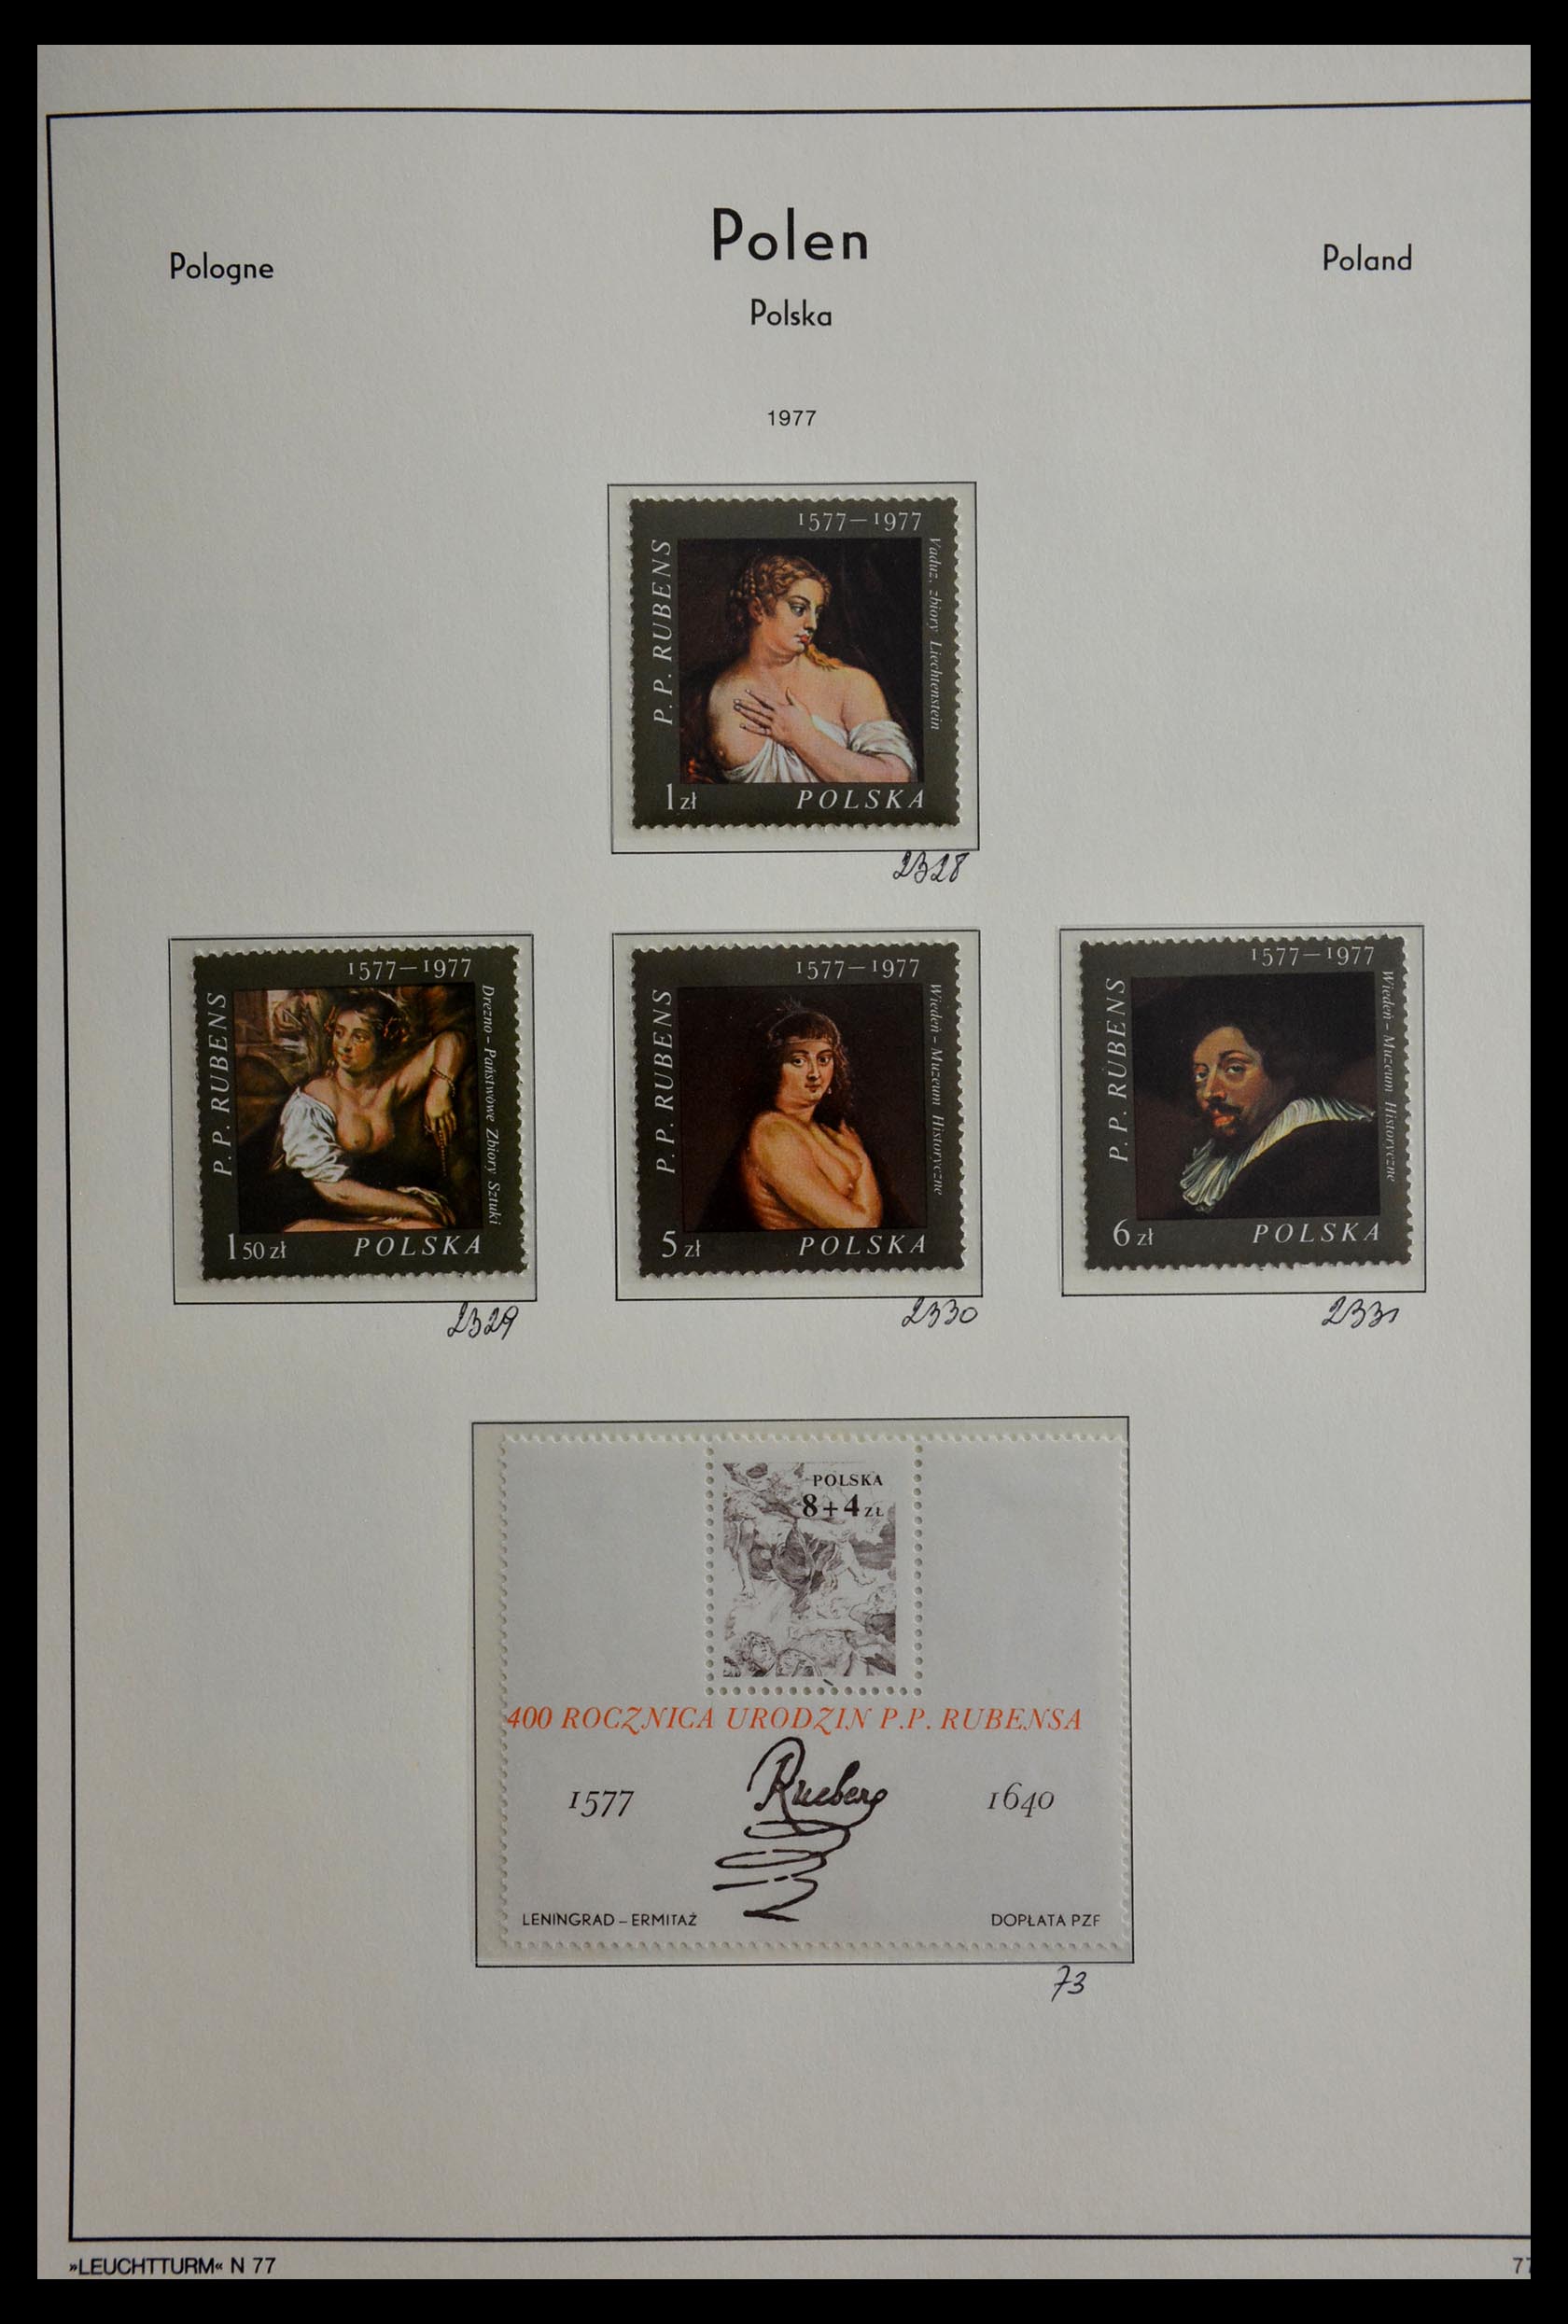 Polen
Pologne
Poland
Polska
1977
1577–1977
P. P. RUBENS
Vaduz, zbiory Liechtenstein
1 zł
POLSKA
2328
1577–1977
P. P. RUBENS
Drezno – Państwowe Zbiory Sztuki
1 50 zł
POLSKA
2329
1577–1977
P. P. RUBENS
Wiedeń – Muzeum Historyczne
5 zł
POLSKA
2330
1577–1977
P. P. RUBENS
Wiedeń – Muzeum Historyczne
6 zł
POLSKA
2331
POLSKA
8+4 ZŁ
400 ROCZNICA URODZIN P.P. RUBENSA
1577
1640
LENINGRAD – ERMITAŻ
DOPŁATA PZF
73
»LEUCHTTURM« N 77
77